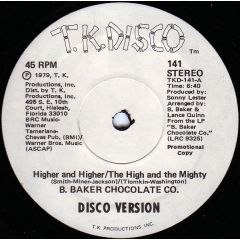 T.K.DISCO
TM
45 RPM
141
STEREO
TKD-141-A
Time: 6:40
℗ 1979, T. K.
Productions, Inc.
Dist. by T. K.
Productions, Inc.
495 S. E. 10th
Court, Hialeah,
Florida 33010
BRC Music-
Warner
Tamerlane-
Chevas Pub. (BMI)/
Warner Bros. Music
(ASCAP)
Produced by:
Sonny Lester
Arranged by:
B. Baker &
Lance Quinn
From the LP
"B. Baker
Chocolate Co."
(LRC 9325)
Promotional
Copy
Higher and Higher/The High and the Mighty
(Smith-Miner-Jackson)/(Tiomkin-Washington)
B. BAKER CHOCOLATE CO.
DISCO VERSION
T.K. PRODUCTIONS, INC.